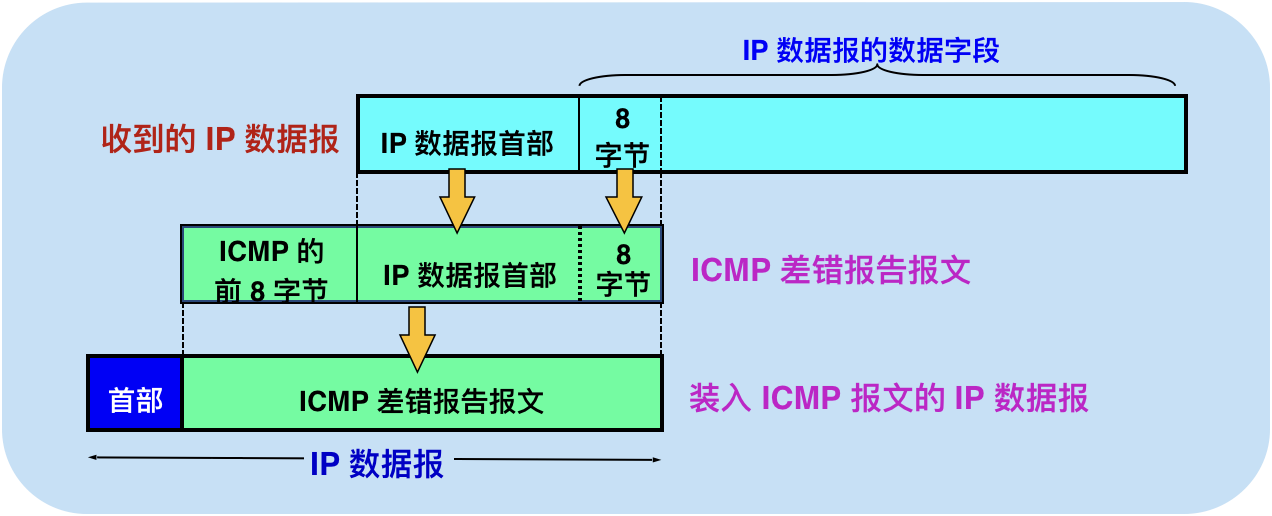 IP 数据报的数据字段
收到的 IP 数据报
IP 数据报首部
8
字节
ICMP 的
前 8 字节
IP 数据报首部
8
字节
ICMP 差错报告报文
首部
ICMP 差错报告报文
装入 ICMP 报文的 IP 数据报
IP 数据报